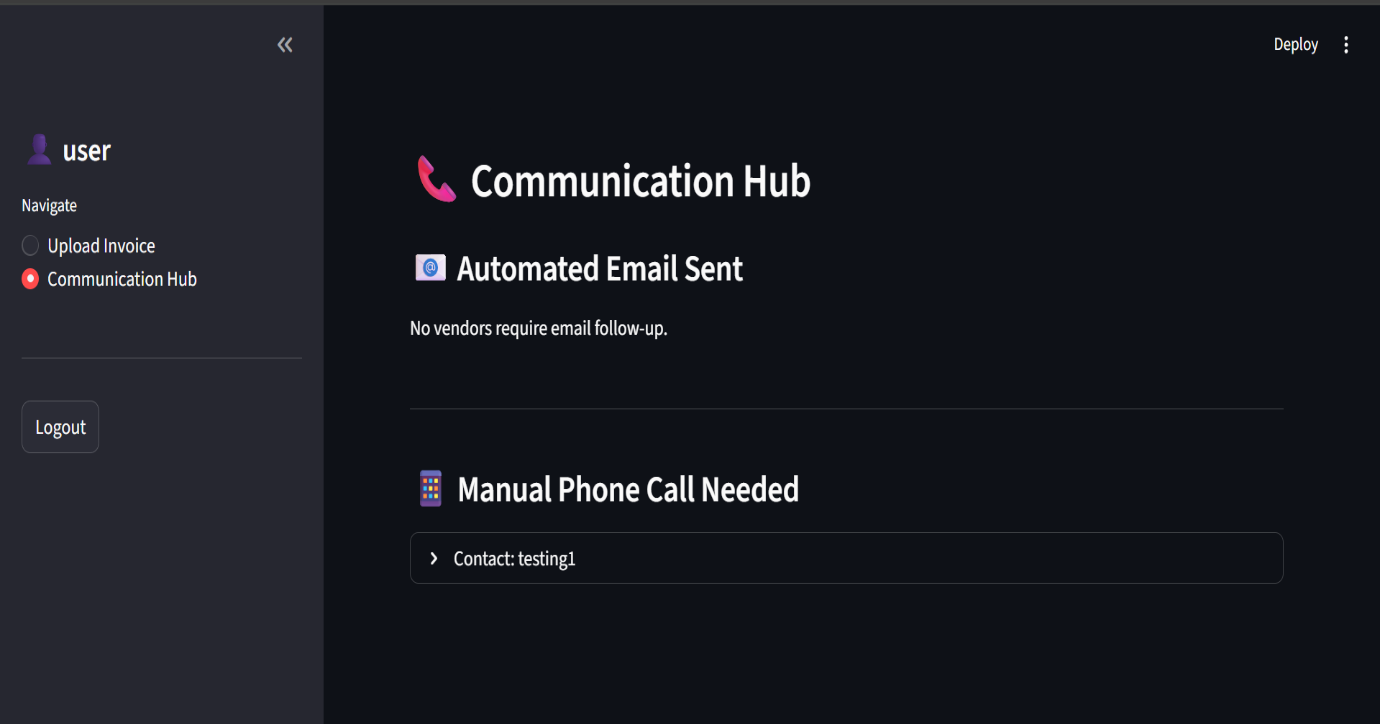 Deploy
user
Navigate
Upload Invoice
Communication Hub
Logout
Communication Hub
Automated Email Sent
No vendors require email follow-up.
Manual Phone Call Needed
Contact: testing1